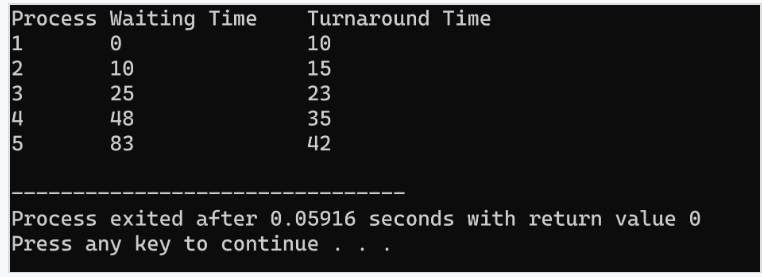 Process Waiting Time    Turnaround Time
1       0               10
2       10              15
3       25              23
4       48              35
5       83              42
--------------------------------
Process exited after 0.05916 seconds with return value 0
Press any key to continue . . .